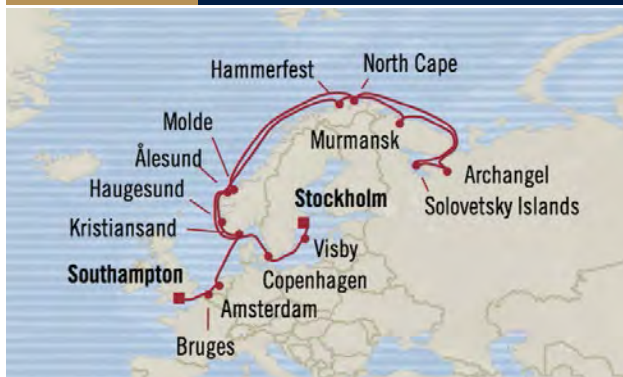 Hammerfest
North Cape
Molde
Murmansk
Ålesund
Archangel
Haugesund
Stockholm
Solovetsky Islands
Kristiansand
Visby
Southampton
Copenhagen
Amsterdam
Bruges